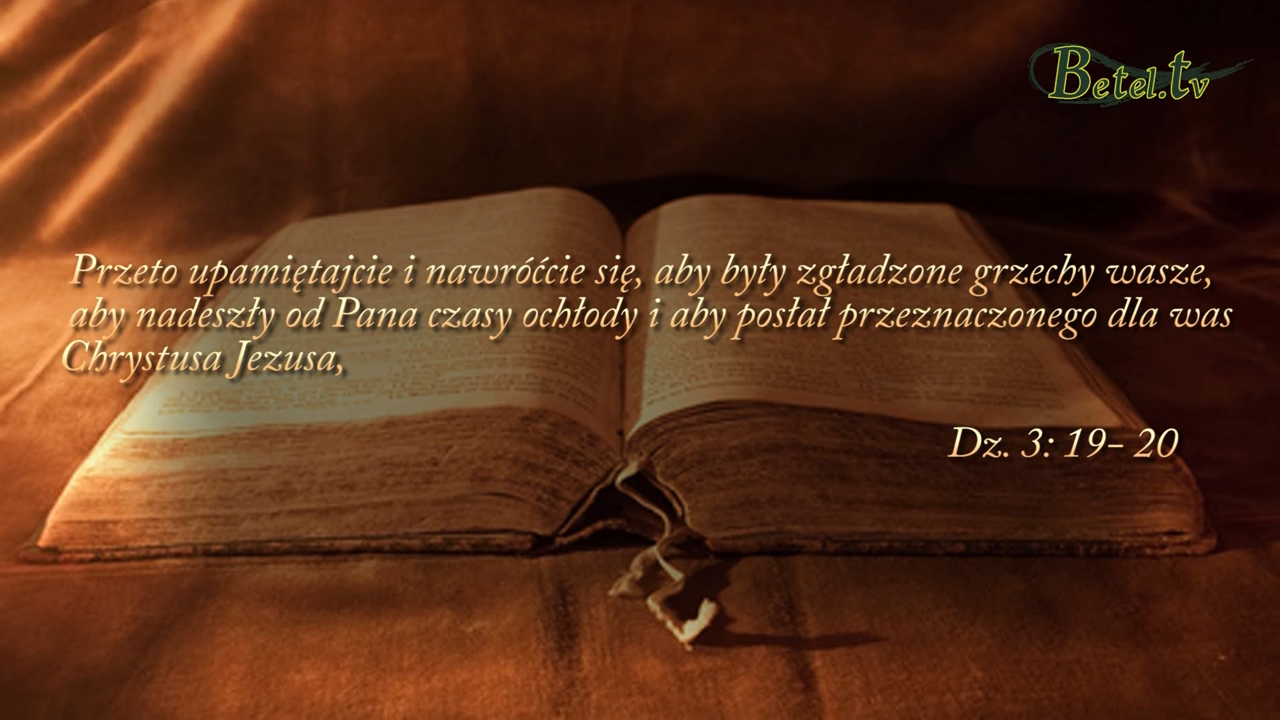 Betel.tv
Przeto upamiętajcie i nawróćcie się, aby były zgładzone grzechy wasze,
aby nadeszły od Pana czasy ochłody i aby posłał przeznaczonego dla was
Chrystusa Jezusa,
Dz. 3: 19- 20